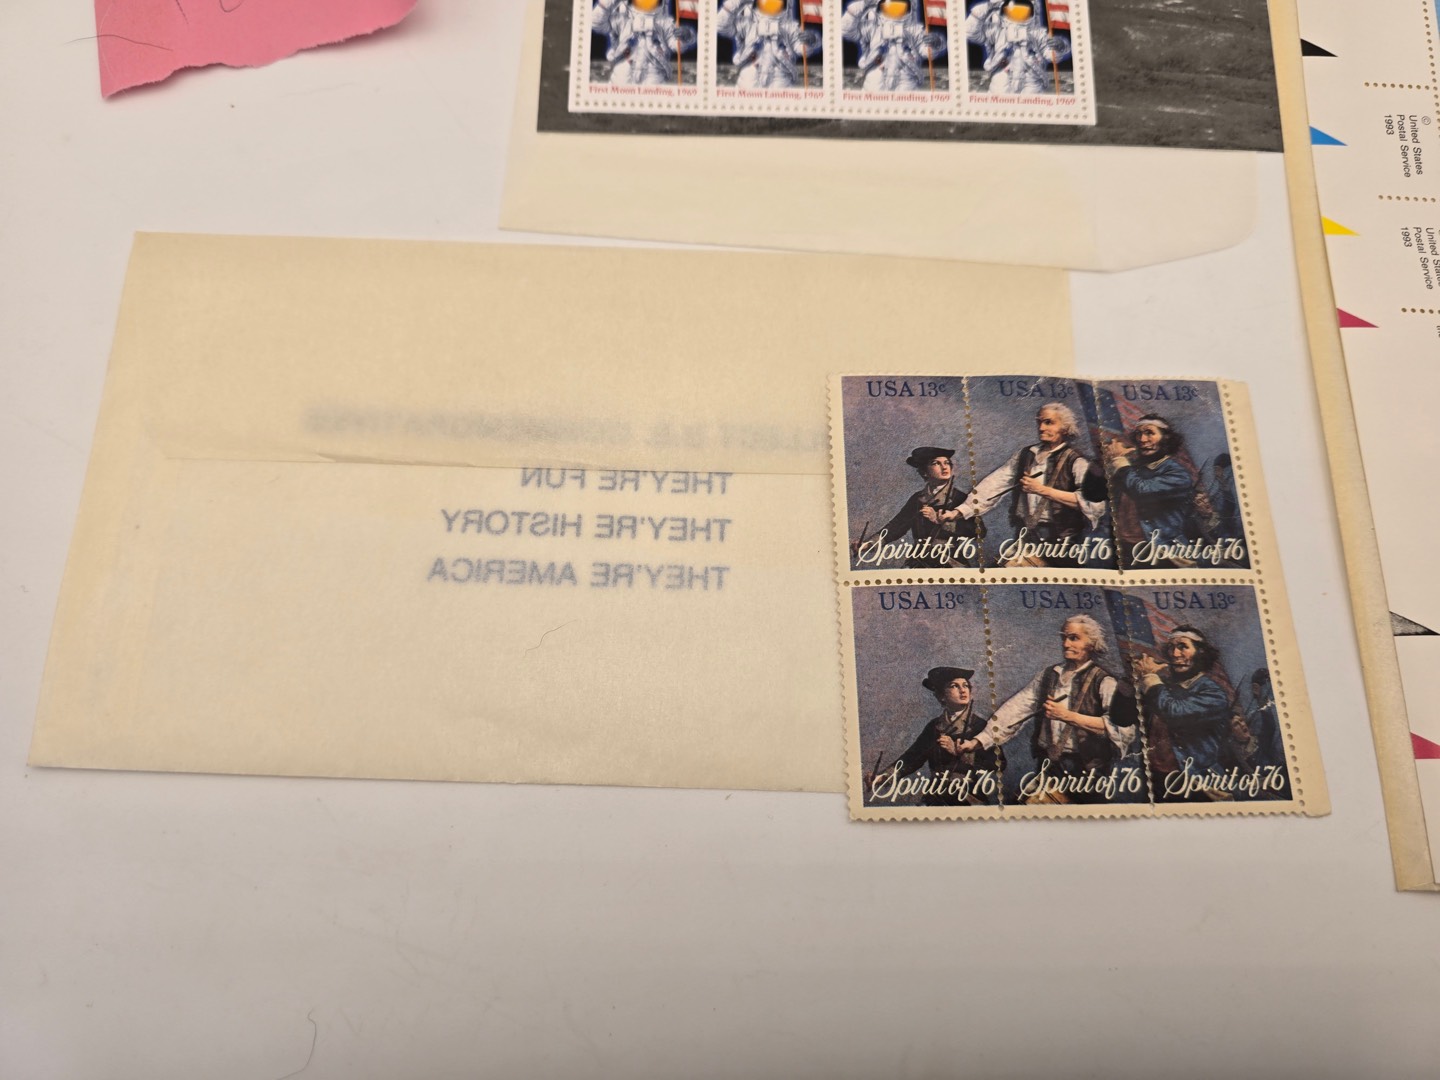 First Moon Landing, 1969 First Moon Landing, 1969 First Moon Landing, 1969 First Moon Landing, 1969
©
United States
Postal Service
1993
United States
Postal Service
1993
COLLECT U.S. COMMEMORATIVES
THEY'RE FUN
THEY'RE HISTORY
THEY'RE AMERICA
USA 13c USA 13c USA 13c
Spirit of 76 Spirit of 76 Spirit of 76
USA 13c USA 13c USA 13c
Spirit of 76 Spirit of 76 Spirit of 76